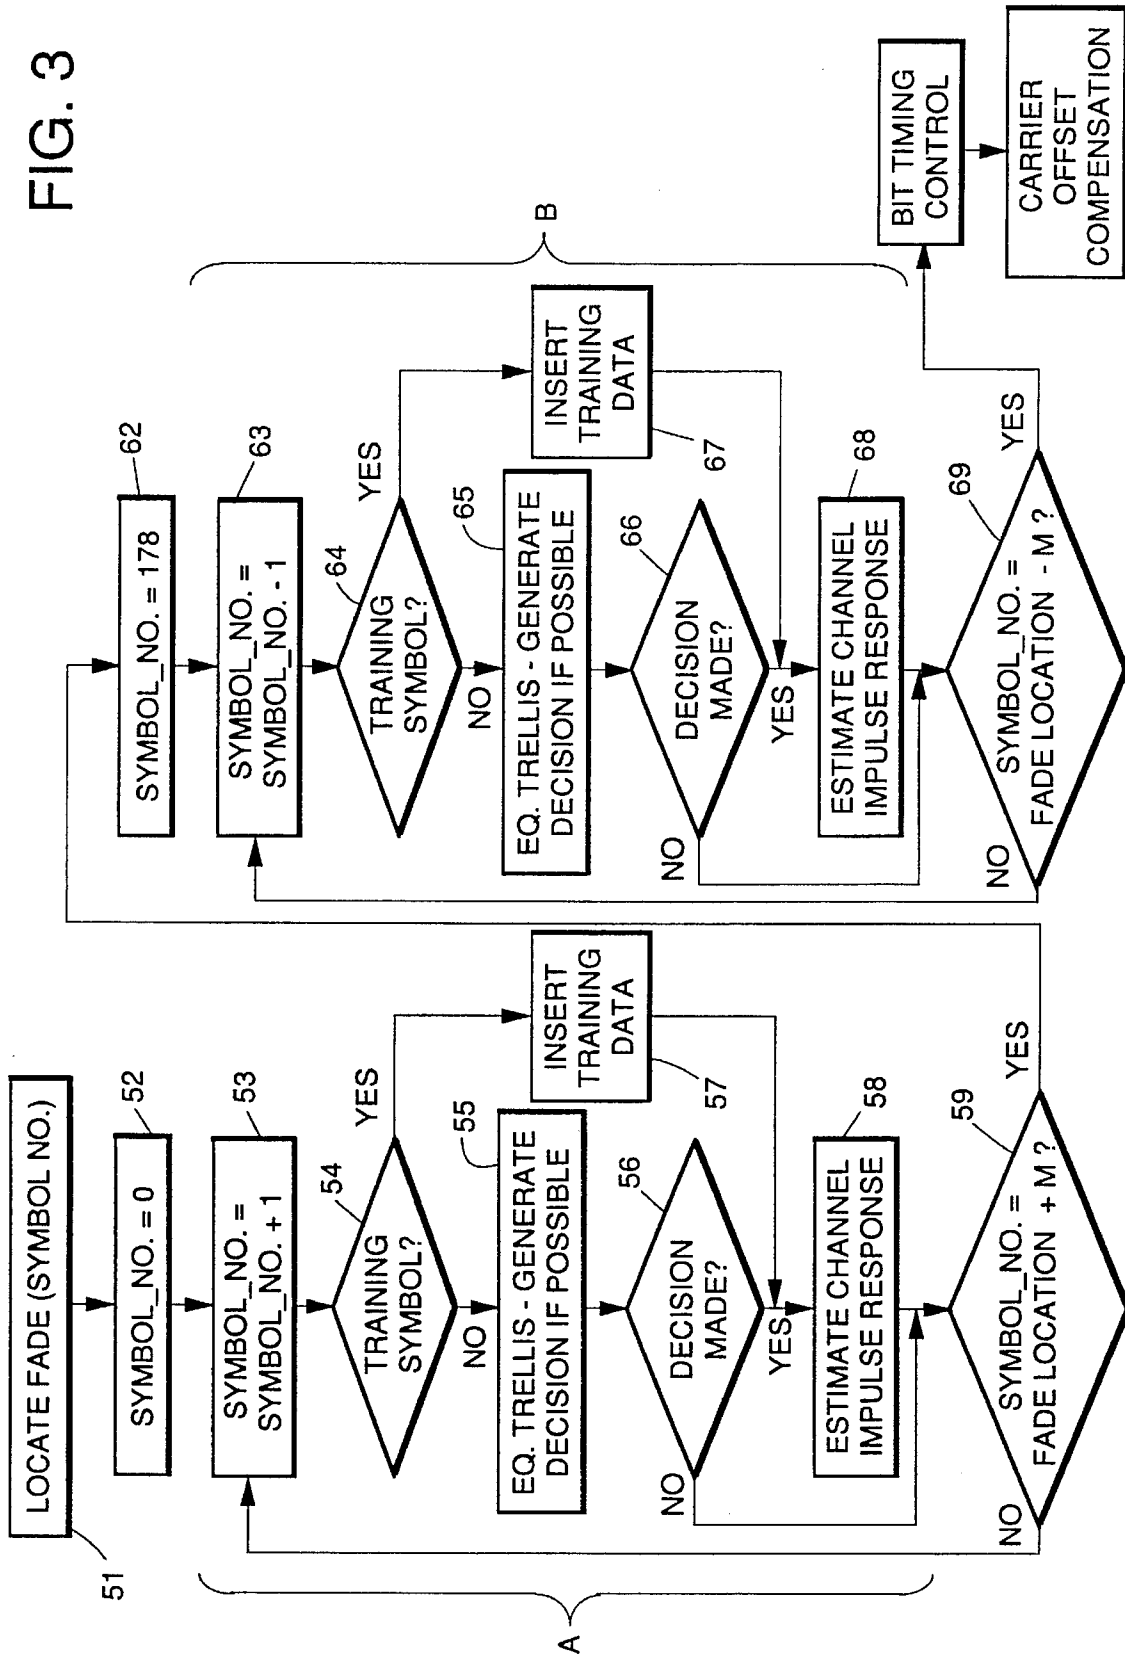 FIG. 3
LOCATE FADE (SYMBOL NO.)
51
SYMBOL_NO. = 0
52
SYMBOL_NO. =
SYMBOL_NO. + 1
53
TRAINING
SYMBOL?
54
YES
NO
EQ. TRELLIS - GENERATE
DECISION IF POSSIBLE
55
INSERT
TRAINING
DATA
57
DECISION
MADE?
56
NO
YES
ESTIMATE CHANNEL
IMPULSE RESPONSE
58
SYMBOL_NO. =
FADE LOCATION + M ?
59
NO
YES
A
SYMBOL_NO. = 178
62
SYMBOL_NO. =
SYMBOL_NO. - 1
63
TRAINING
SYMBOL?
64
YES
NO
EQ. TRELLIS - GENERATE
DECISION IF POSSIBLE
65
INSERT
TRAINING
DATA
67
DECISION
MADE?
66
NO
YES
ESTIMATE CHANNEL
IMPULSE RESPONSE
68
SYMBOL_NO. =
FADE LOCATION - M ?
69
NO
YES
B
BIT TIMING
CONTROL
CARRIER
OFFSET
COMPENSATION